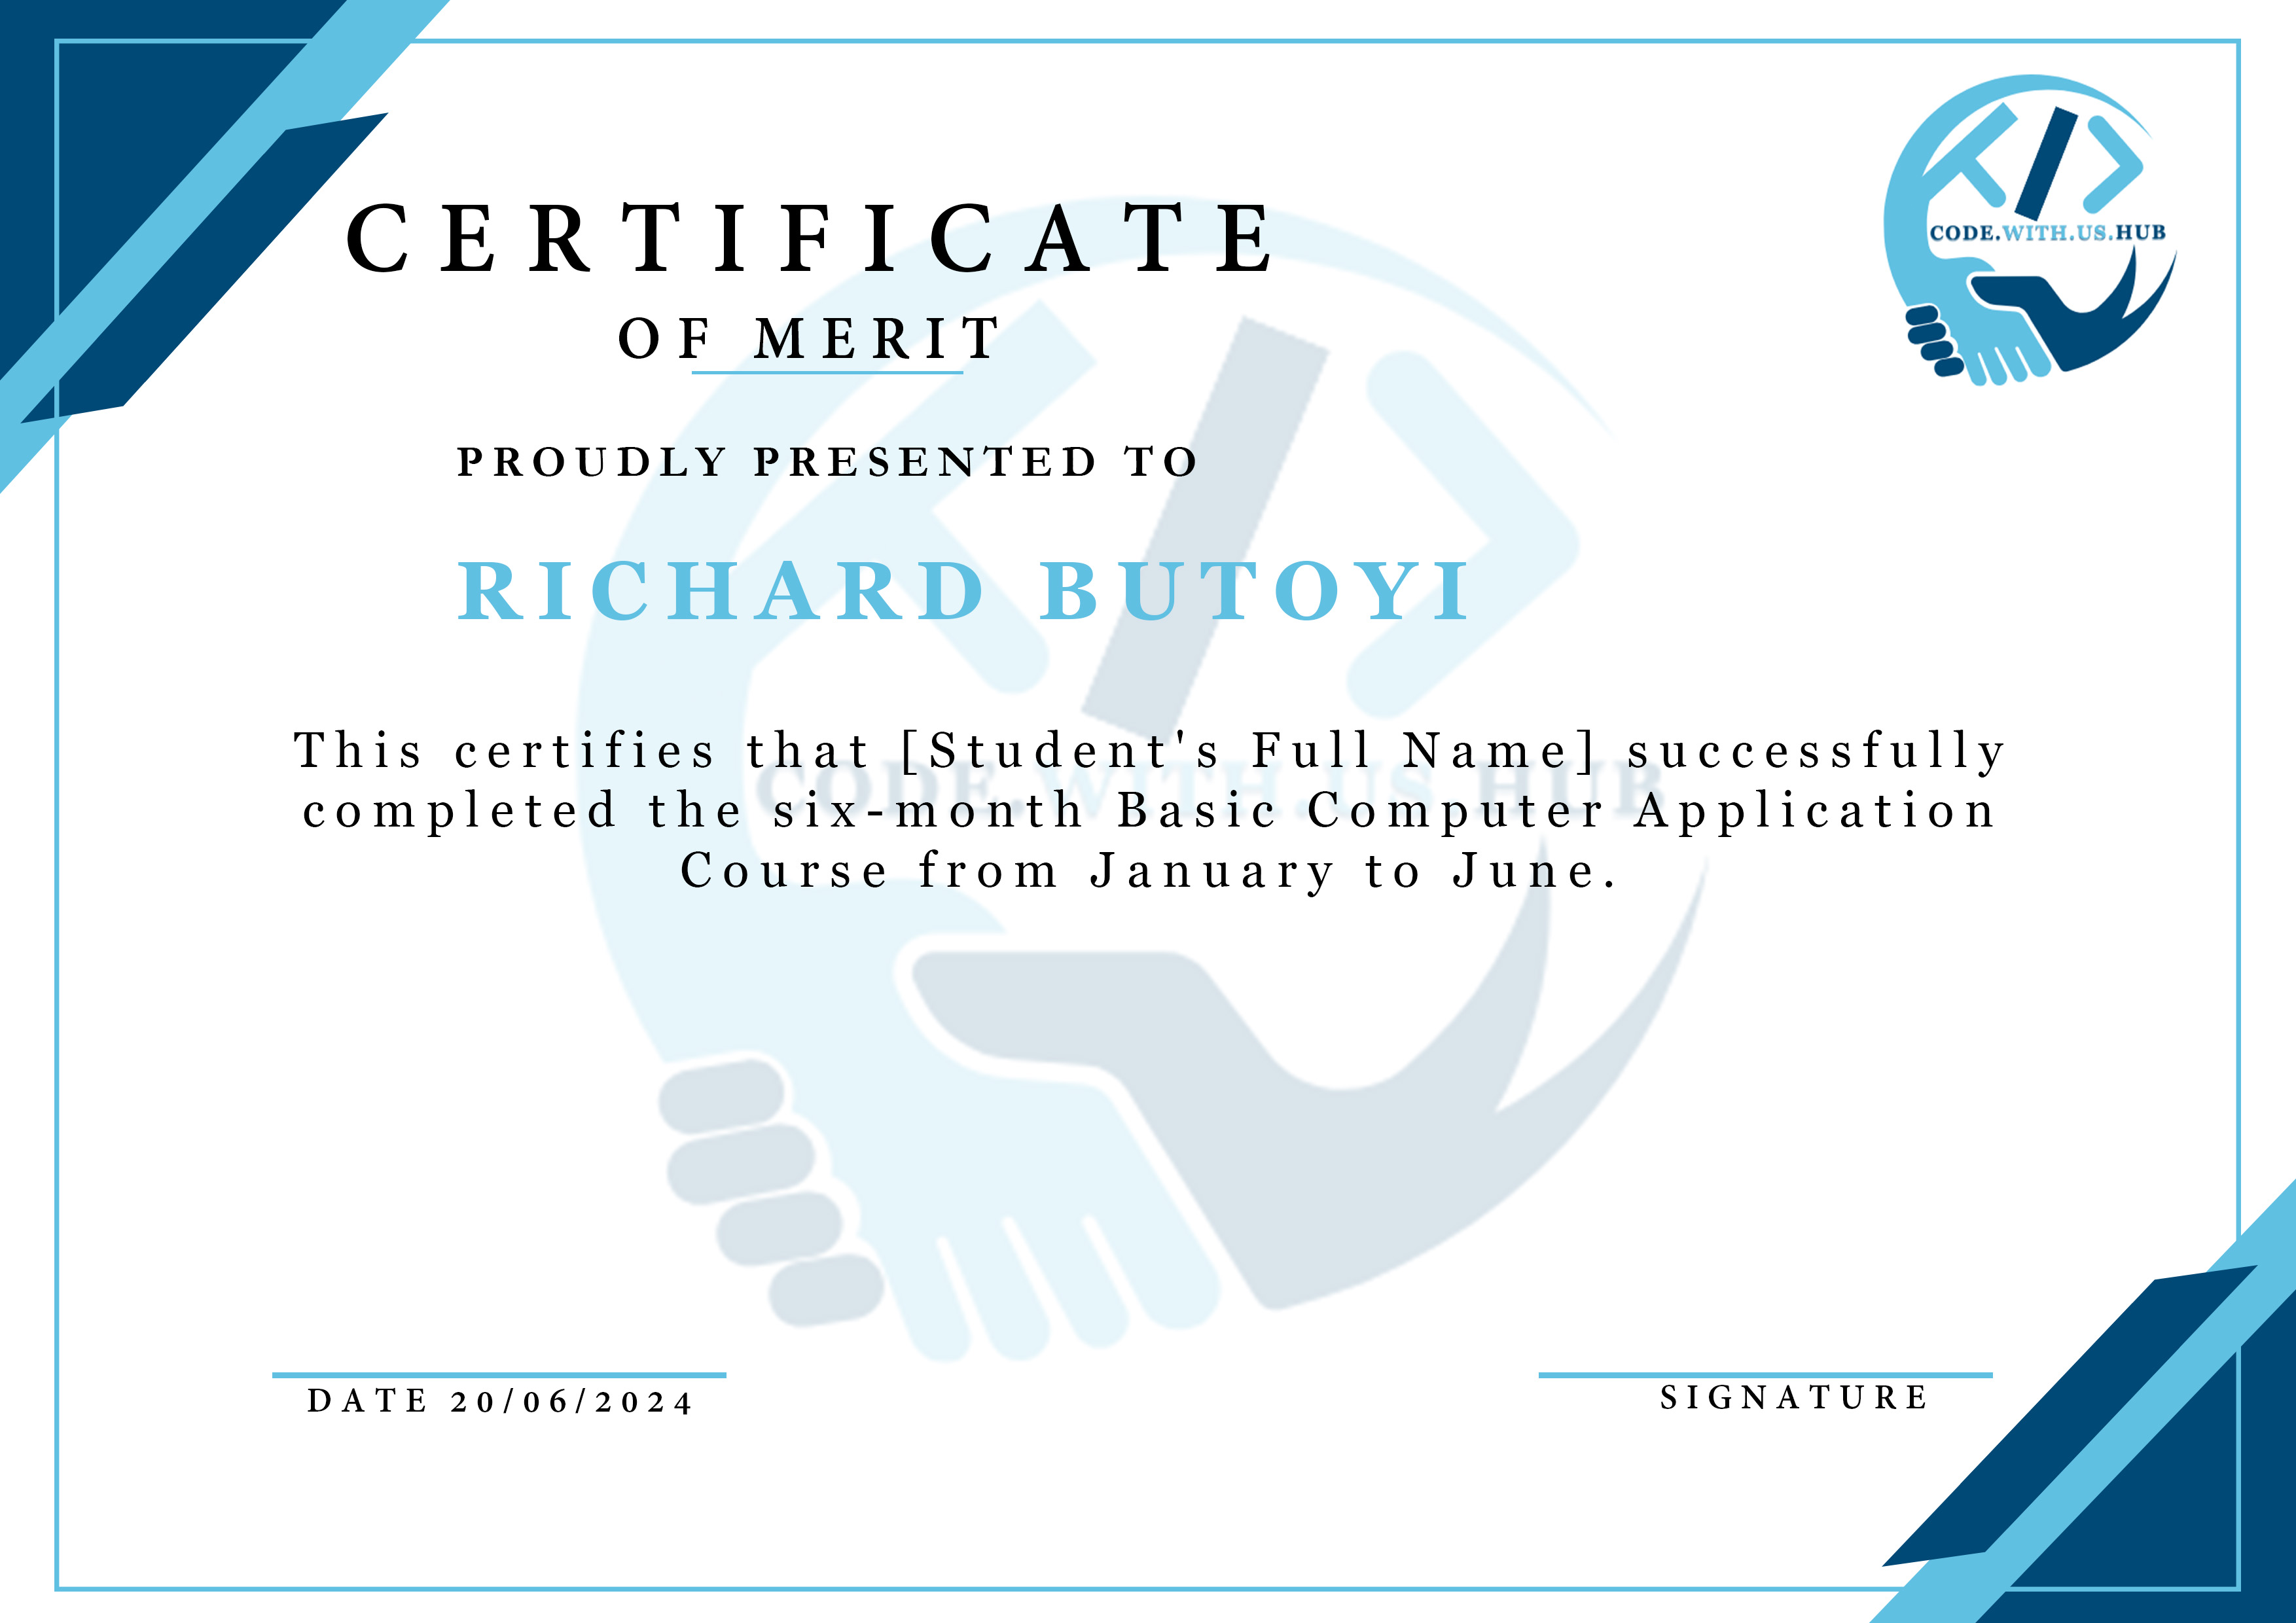 CODE.WITH.US.HUB
CERTIFICATE
OF MERIT
PROUDLY PRESENTED TO
RICHARD BUTOYI
This certifies that [Student's Full Name] successfully
completed the six-month Basic Computer Application
Course from January to June.
CODE.WITH.US HUB
DATE 20/06/2024
SIGNATURE